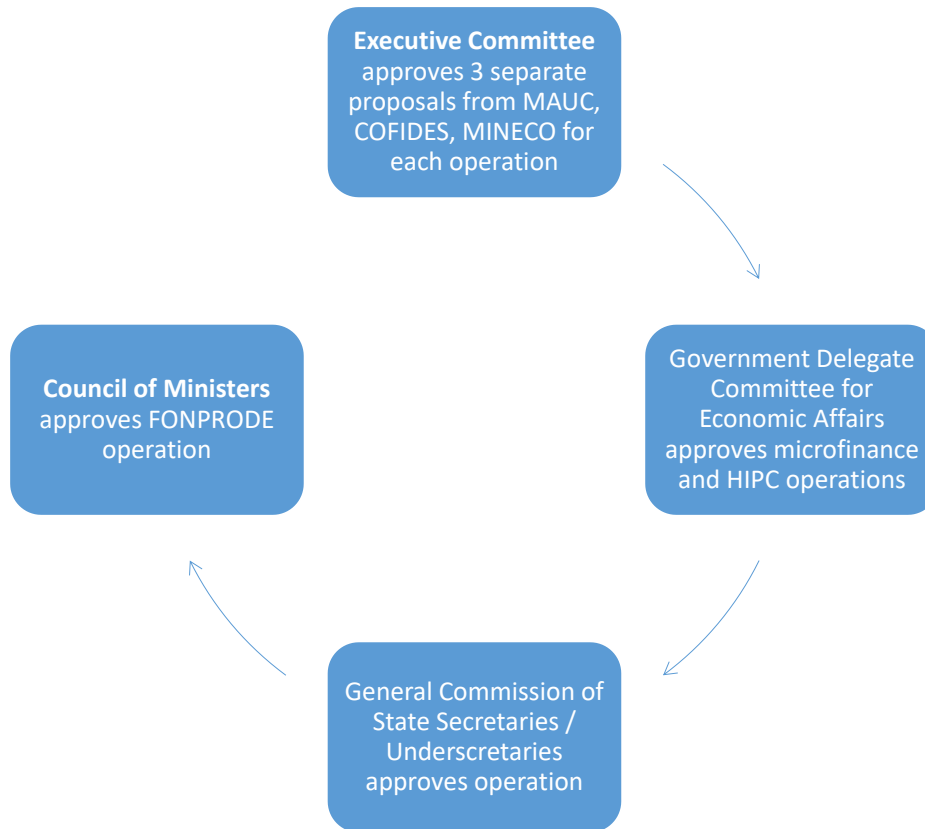 Executive Committee
approves 3 separate
proposals from MAUC,
COFIDES, MINECO for
each operation
Government Delegate
Committee for
Economic Affairs
approves microfinance
and HIPC operations
General Commission of
State Secretaries /
Underscretaries
approves operation
Council of Ministers
approves FONPRODE
operation